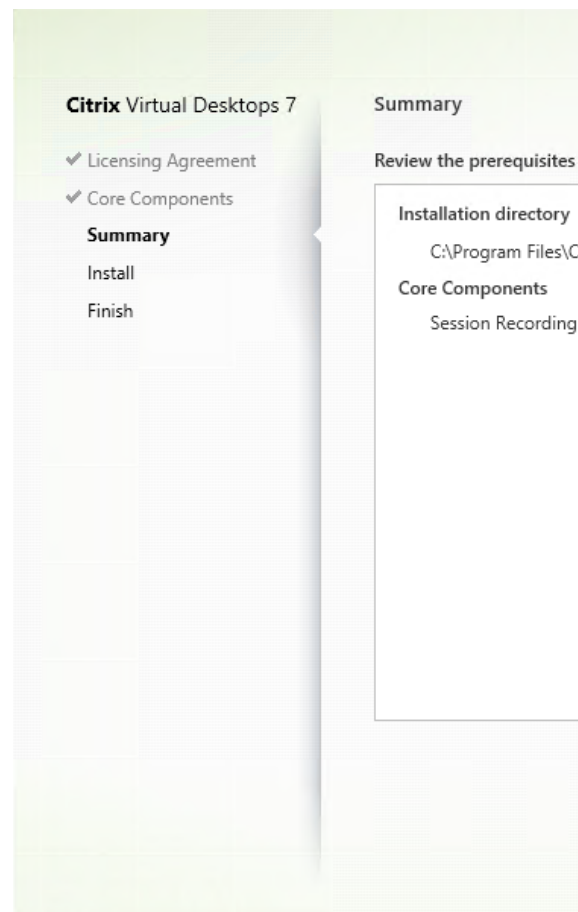 Citrix Virtual Desktops 7
Licensing Agreement
Core Components
Summary
Install
Finish
Summary
Review the prerequisites
Installation directory
C:\Program Files\C
Core Components
Session Recording